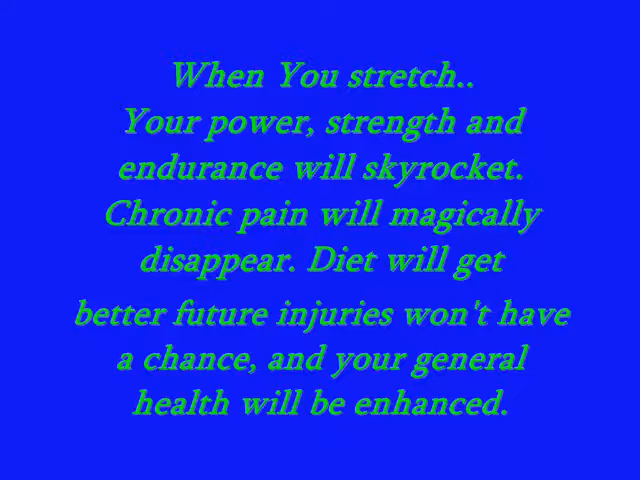 When You stretch..
Your power, strength and
endurance will skyrocket.
Chronic pain will magically
disappear. Diet will get
better future injuries won't have
a chance, and your general
health will be enhanced.